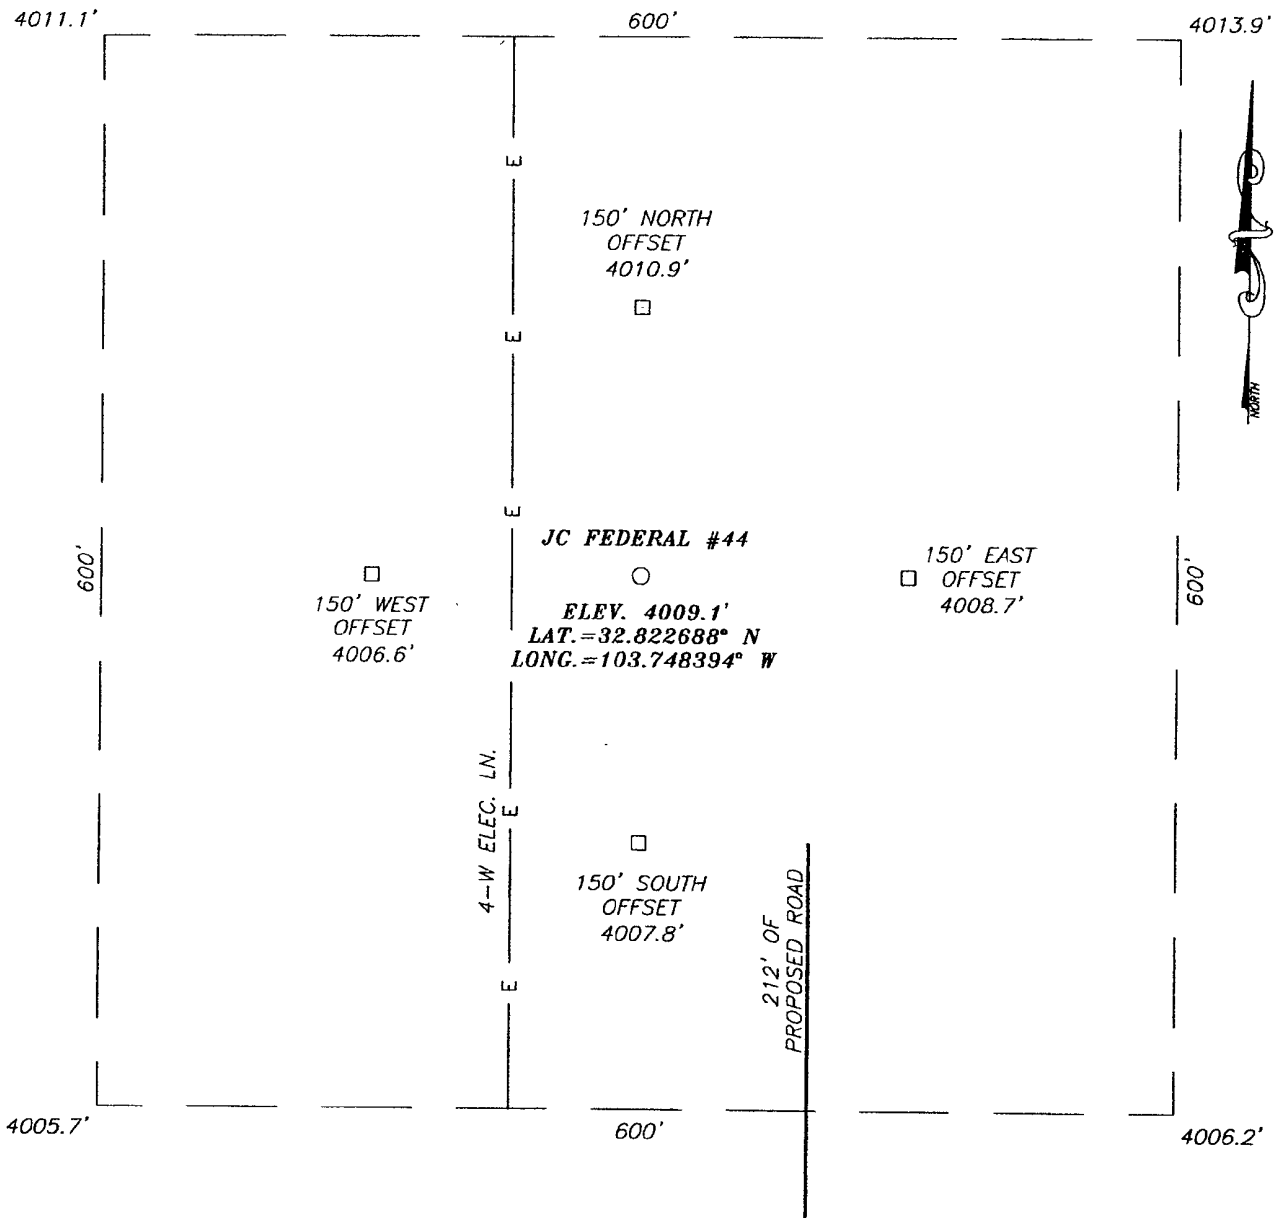 4011.1'
600'
4013.9'
NORTH
E
150' NORTH
OFFSET
4010.9'
E
E
JC FEDERAL #44
600'
150' WEST
OFFSET
4006.6'
ELEV. 4009.1'
LAT.=32.822688° N
LONG.=103.748394° W
150' EAST
OFFSET
4008.7'
600'
4-W ELEC. LN.
E
150' SOUTH
OFFSET
4007.8'
212' OF
PROPOSED ROAD
E
4005.7'
600'
4006.2'